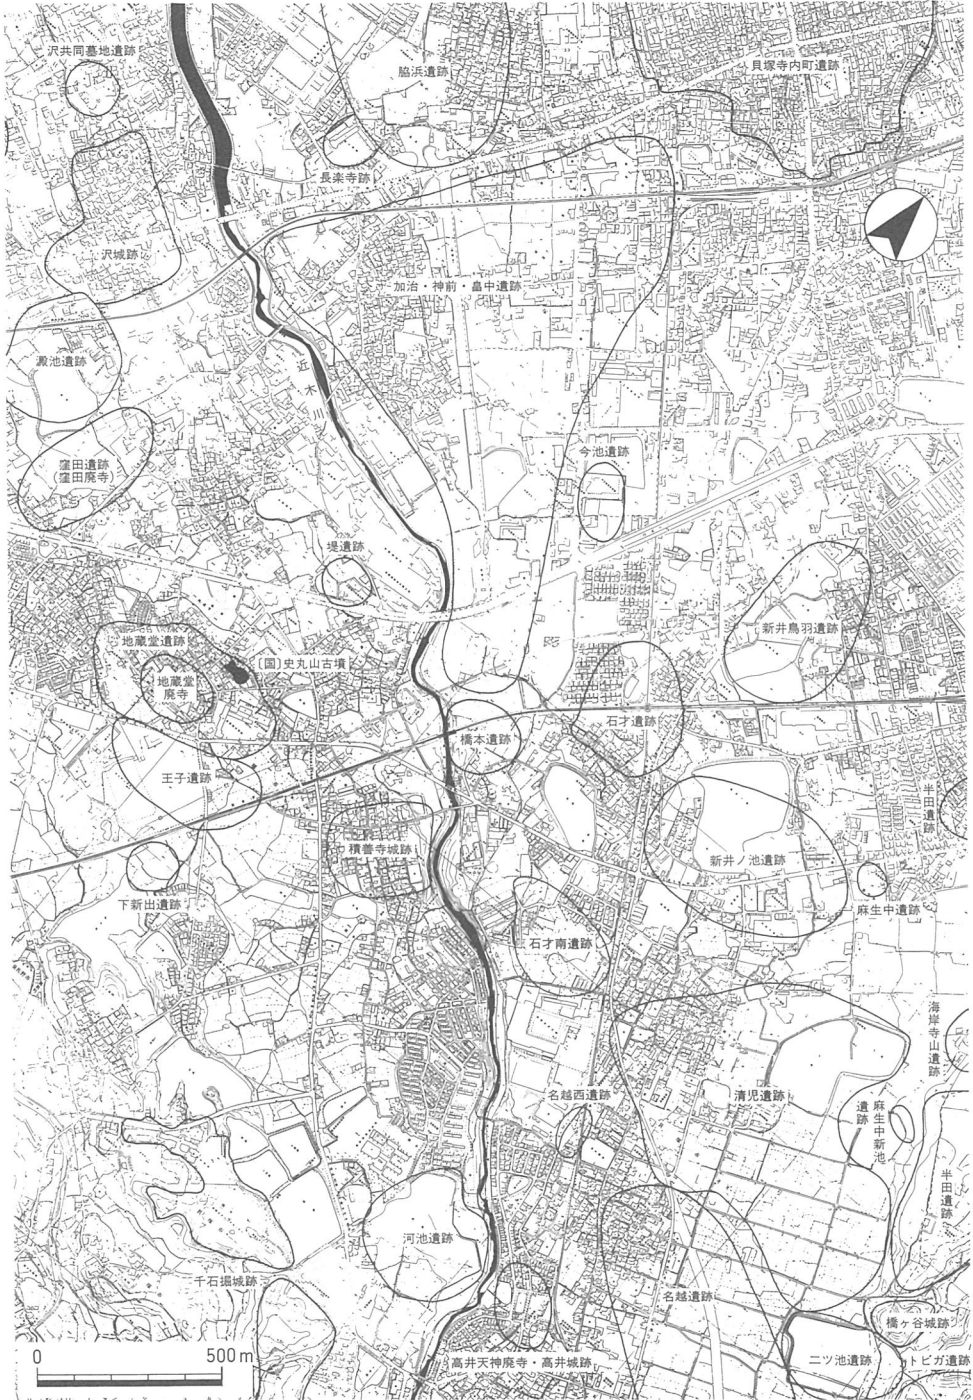 沢共同墓地遺跡
脇浜遺跡
貝塚寺内町遺跡
長楽寺跡
沢城跡
加治・神前・畠中遺跡
澱池遺跡
近木川
窪田遺跡
(窪田廃寺)
今池遺跡
堤遺跡
地蔵堂遺跡
新井鳥羽遺跡
[国]史丸山古墳
地蔵堂
廃寺
石才遺跡
橋本遺跡
王子遺跡
半田遺跡
積善寺城跡
新井ノ池遺跡
下新出遺跡
麻生中遺跡
石才南遺跡
海岸寺山遺跡
名越西遺跡
清児遺跡
麻生中新池
遺跡
半田遺跡
河池遺跡
千石堀城跡
名越遺跡
橋ヶ谷城跡
高井天神廃寺・高井城跡
二ツ池遺跡
トビガ遺跡
0
500m